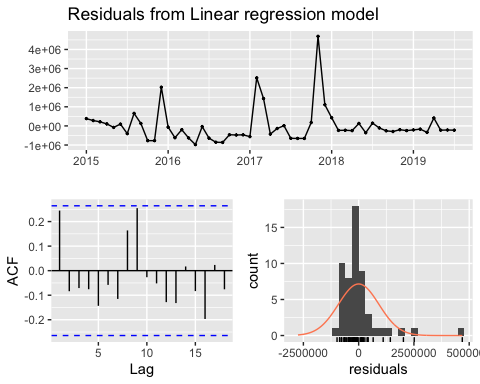 Residuals from Linear regression model
4e+06
3e+06
2e+06
1e+06
0e+00
-1e+06
2015 2016 2017 2018 2019
ACF
0.2
0.1
0.0
-0.1
-0.2
5 10 15
Lag
count
15
10
5
0
-2500000 0 2500000 5000000
residuals